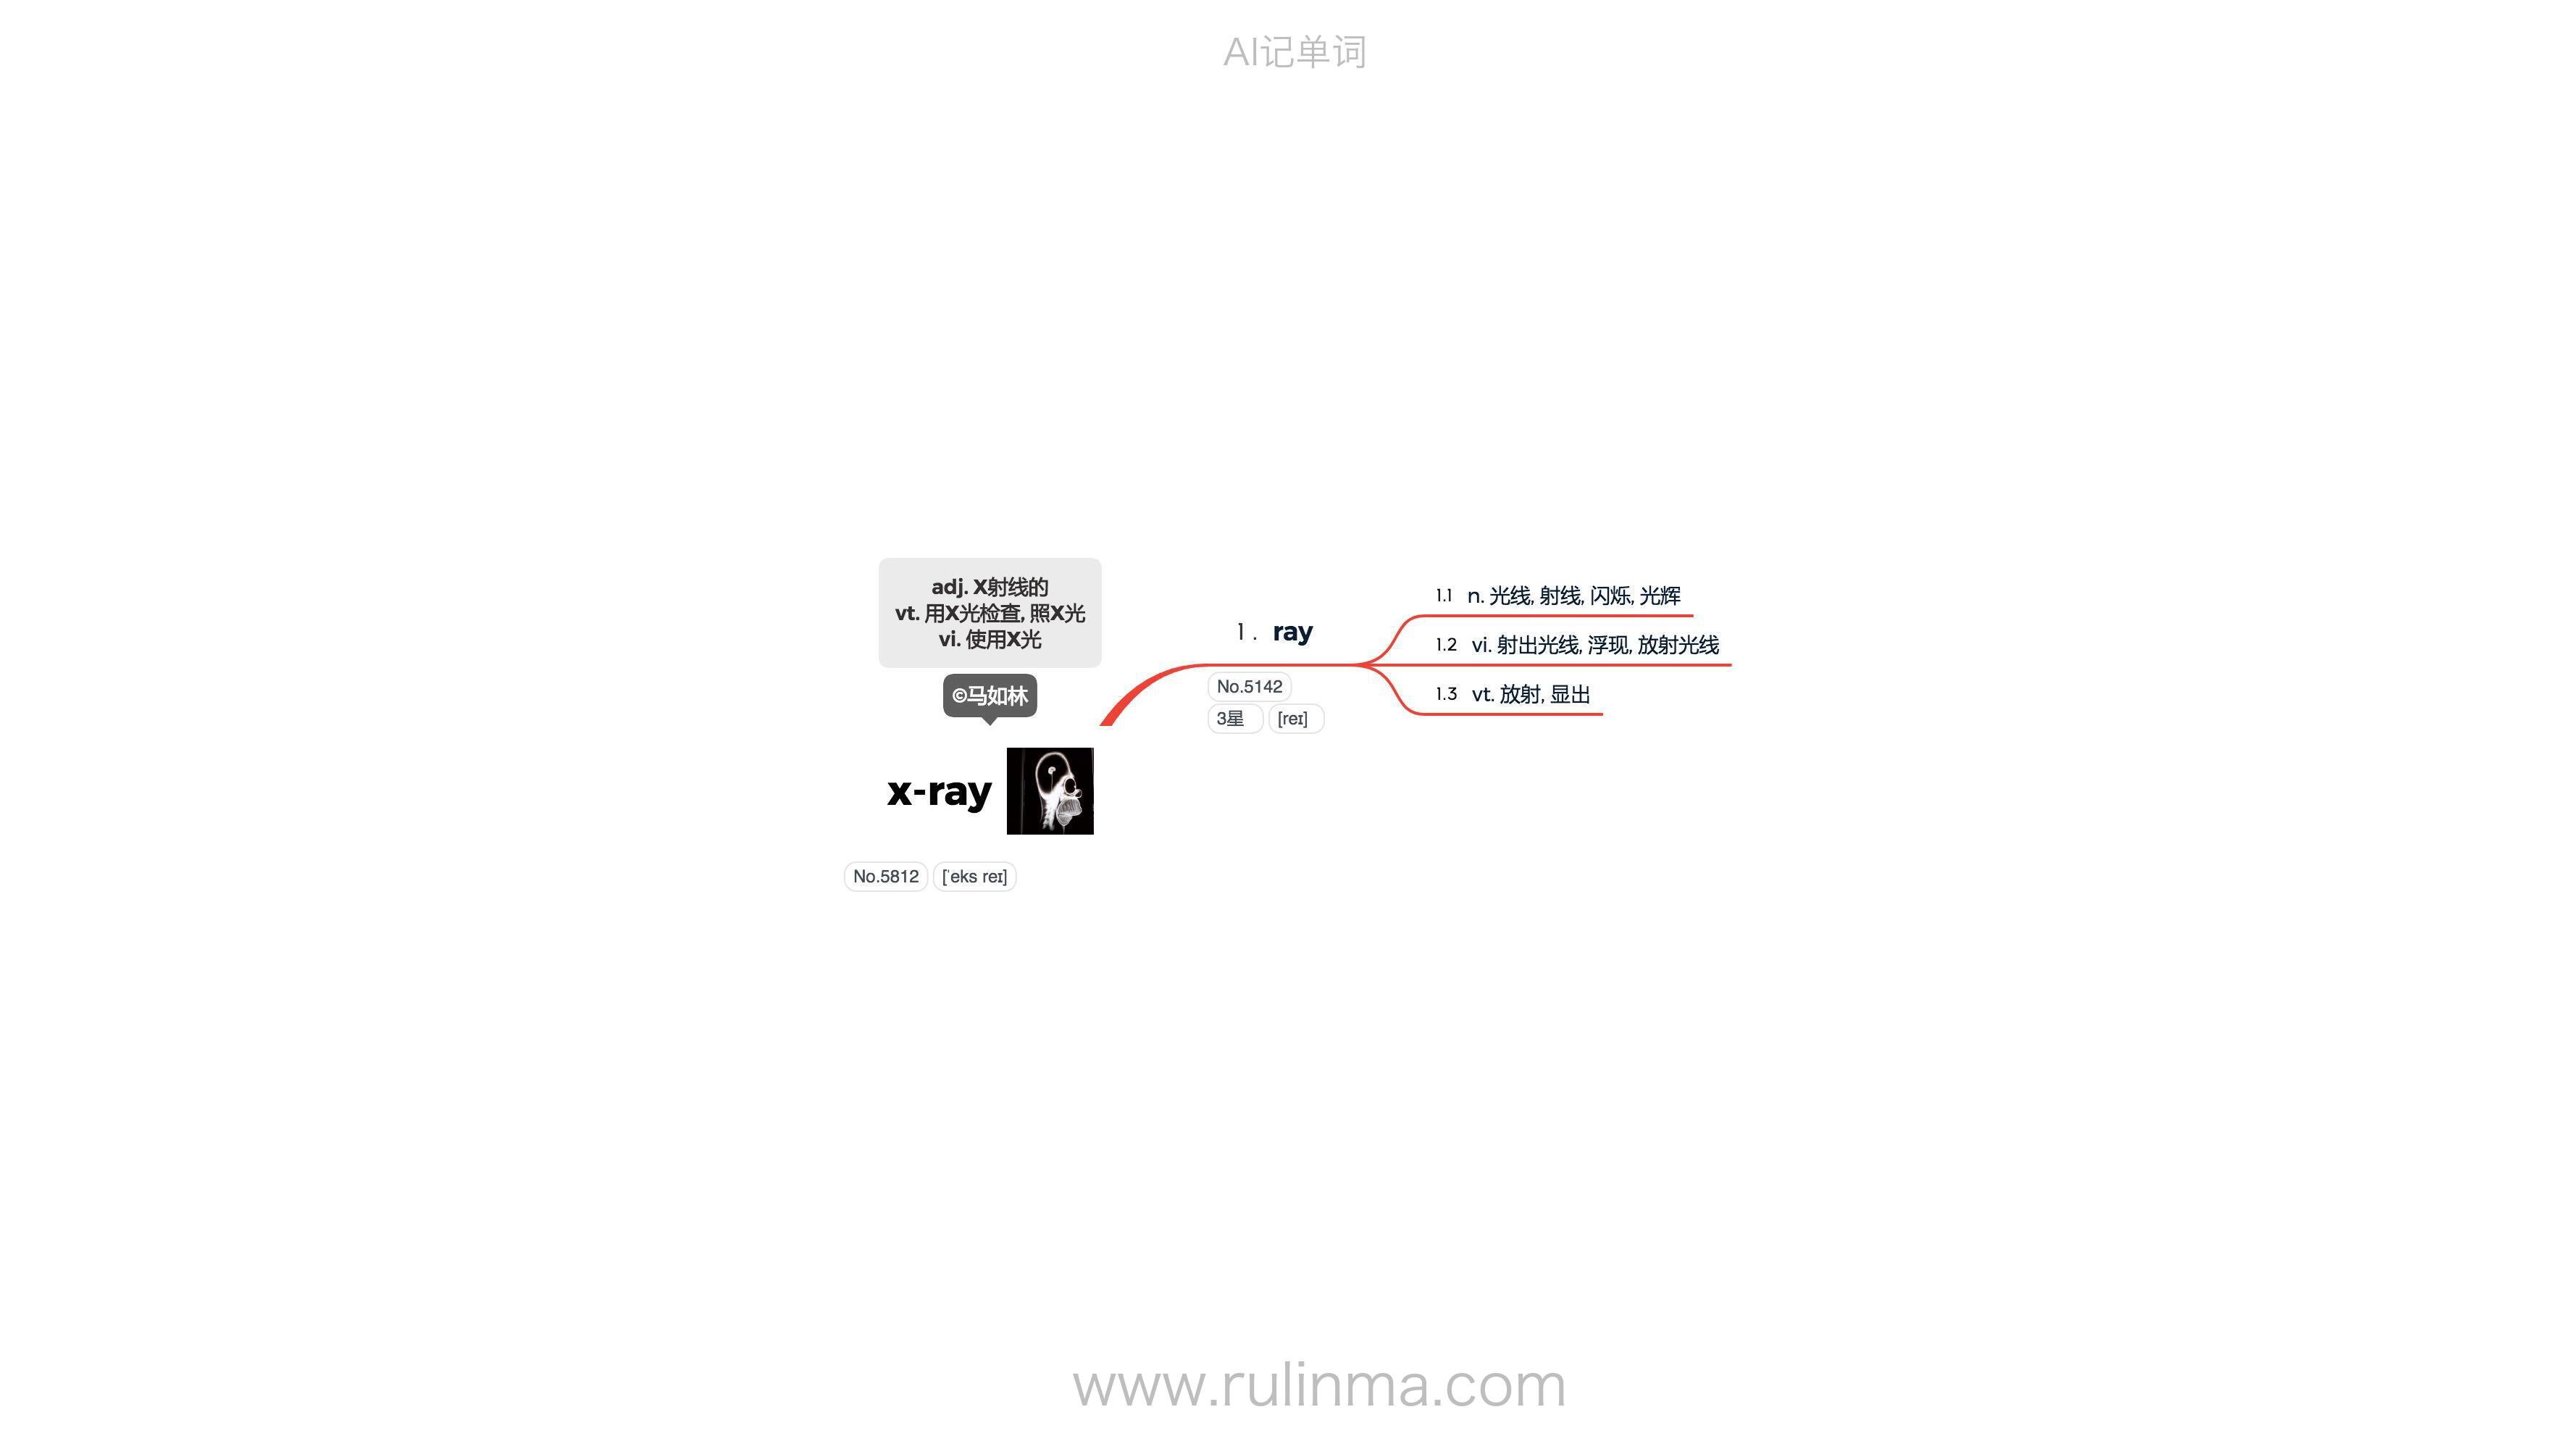 AI记单词
adj. X射线的
vt. 用X光检查, 照X光
vi. 使用X光
©马如林
x-ray
No.5812 [ˈeks reɪ]
1. ray
No.5142
3星 [reɪ]
1.1 n. 光线, 射线, 闪烁, 光辉
1.2 vi. 射出光线, 浮现, 放射光线
1.3 vt. 放射, 显出
www.rulinma.com